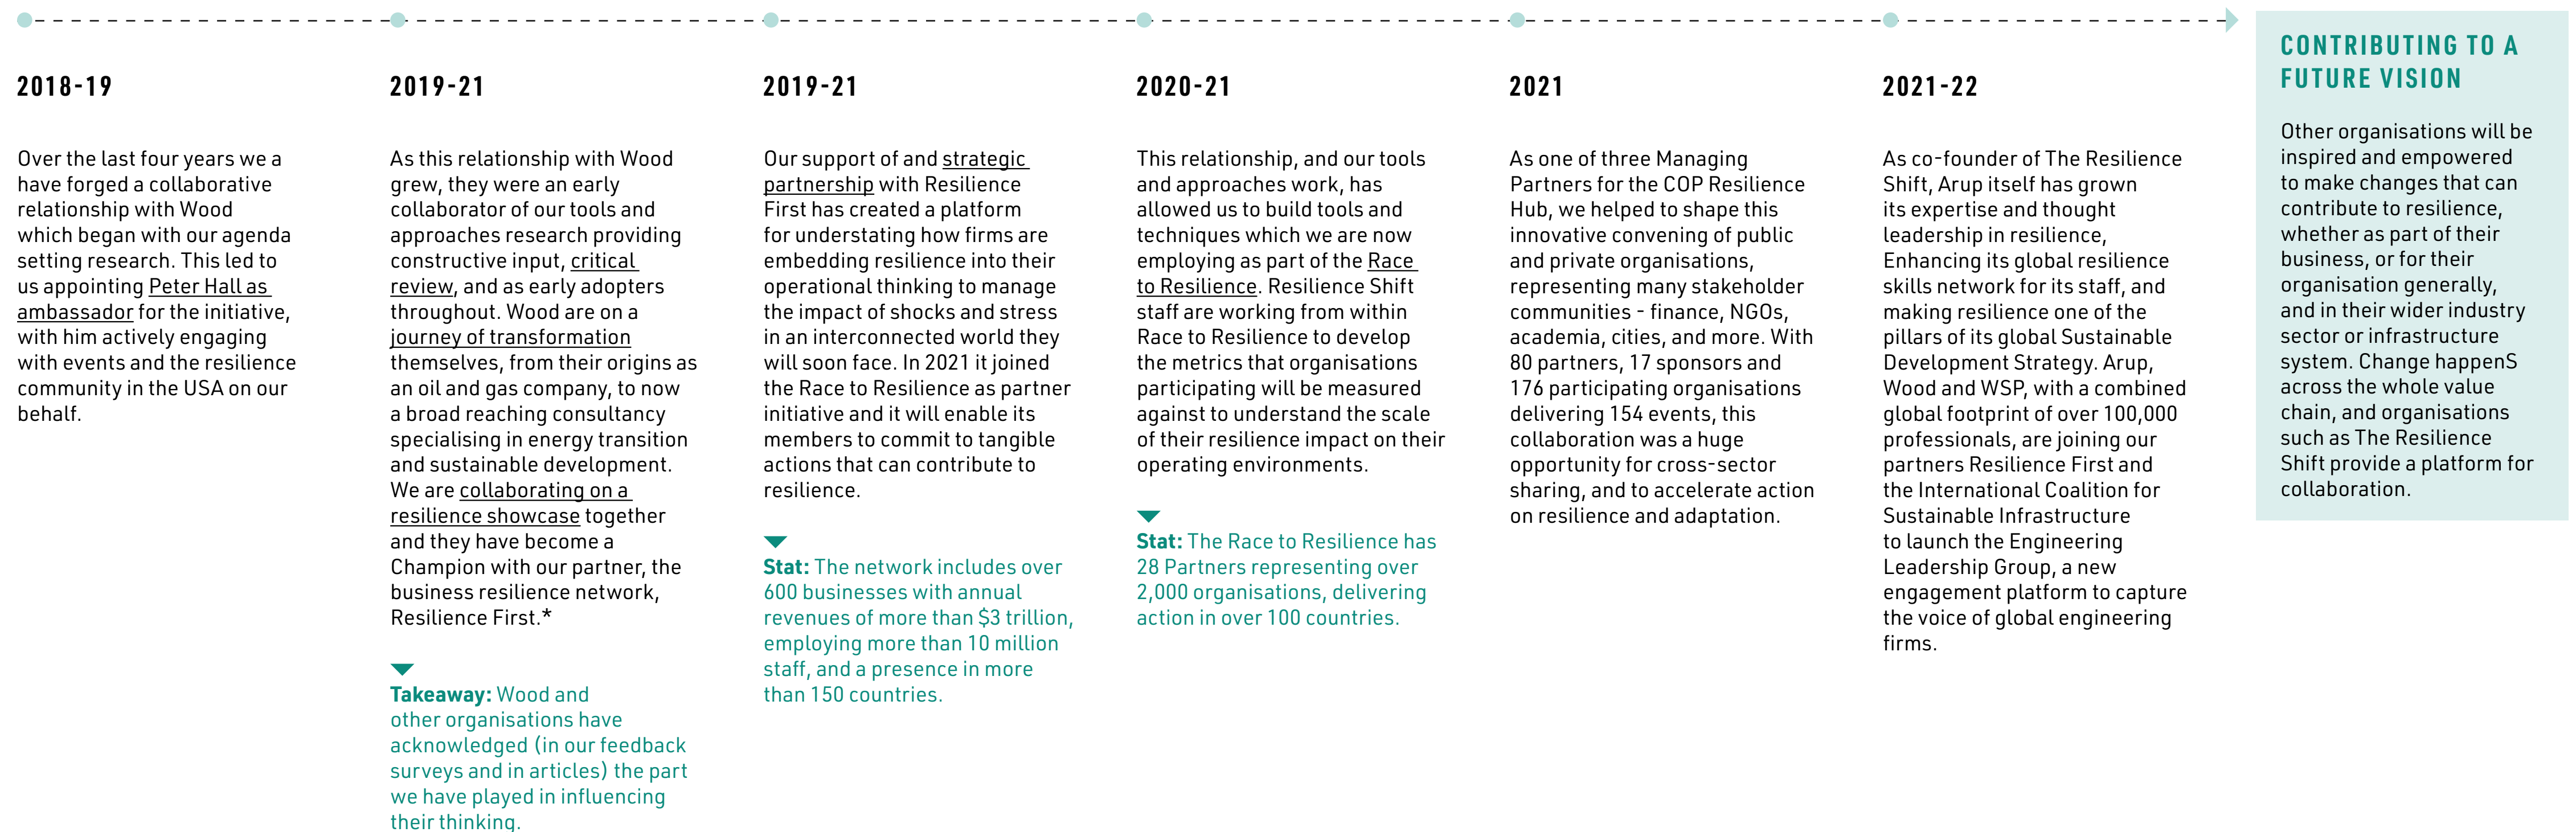 2018-19
Over the last four years we a
have forged a collaborative
relationship with Wood
which began with our agenda
setting research. This led to
us appointing Peter Hall as
ambassador for the initiative,
with him actively engaging
with events and the resilience
community in the USA on our
behalf.
2019-21
As this relationship with Wood
grew, they were an early
collaborator of our tools and
approaches research providing
constructive input, critical
review, and as early adopters
throughout. Wood are on a
journey of transformation
themselves, from their origins as
an oil and gas company, to now
a broad reaching consultancy
specialising in energy transition
and sustainable development.
We are collaborating on a
resilience showcase together
and they have become a
Champion with our partner, the
business resilience network,
Resilience First.*
Takeaway: Wood and
other organisations have
acknowledged (in our feedback
surveys and in articles) the part
we have played in influencing
their thinking.
2019-21
Our support of and strategic
partnership with Resilience
First has created a platform
for understating how firms are
embedding resilience into their
operational thinking to manage
the impact of shocks and stress
in an interconnected world they
will soon face. In 2021 it joined
the Race to Resilience as partner
initiative and it will enable its
members to commit to tangible
actions that can contribute to
resilience.
Stat: The network includes over
600 businesses with annual
revenues of more than $3 trillion,
employing more than 10 million
staff, and a presence in more
than 150 countries.
2020-21
This relationship, and our tools
and approaches work, has
allowed us to build tools and
techniques which we are now
employing as part of the Race
to Resilience. Resilience Shift
staff are working from within
Race to Resilience to develop
the metrics that organisations
participating will be measured
against to understand the scale
of their resilience impact on their
operating environments.
Stat: The Race to Resilience has
28 Partners representing over
2,000 organisations, delivering
action in over 100 countries.
2021
As one of three Managing
Partners for the COP Resilience
Hub, we helped to shape this
innovative convening of public
and private organisations,
representing many stakeholder
communities - finance, NGOs,
academia, cities, and more. With
80 partners, 17 sponsors and
176 participating organisations
delivering 154 events, this
collaboration was a huge
opportunity for cross-sector
sharing, and to accelerate action
on resilience and adaptation.
2021-22
As co-founder of The Resilience
Shift, Arup itself has grown
its expertise and thought
leadership in resilience,
Enhancing its global resilience
skills network for its staff, and
making resilience one of the
pillars of its global Sustainable
Development Strategy. Arup,
Wood and WSP, with a combined
global footprint of over 100,000
professionals, are joining our
partners Resilience First and
the International Coalition for
Sustainable Infrastructure
to launch the Engineering
Leadership Group, a new
engagement platform to capture
the voice of global engineering
firms.
CONTRIBUTING TO A
FUTURE VISION
Other organisations will be
inspired and empowered
to make changes that can
contribute to resilience,
whether as part of their
business, or for their
organisation generally,
and in their wider industry
sector or infrastructure
system. Change happenS
across the whole value
chain, and organisations
such as The Resilience
Shift provide a platform for
collaboration.